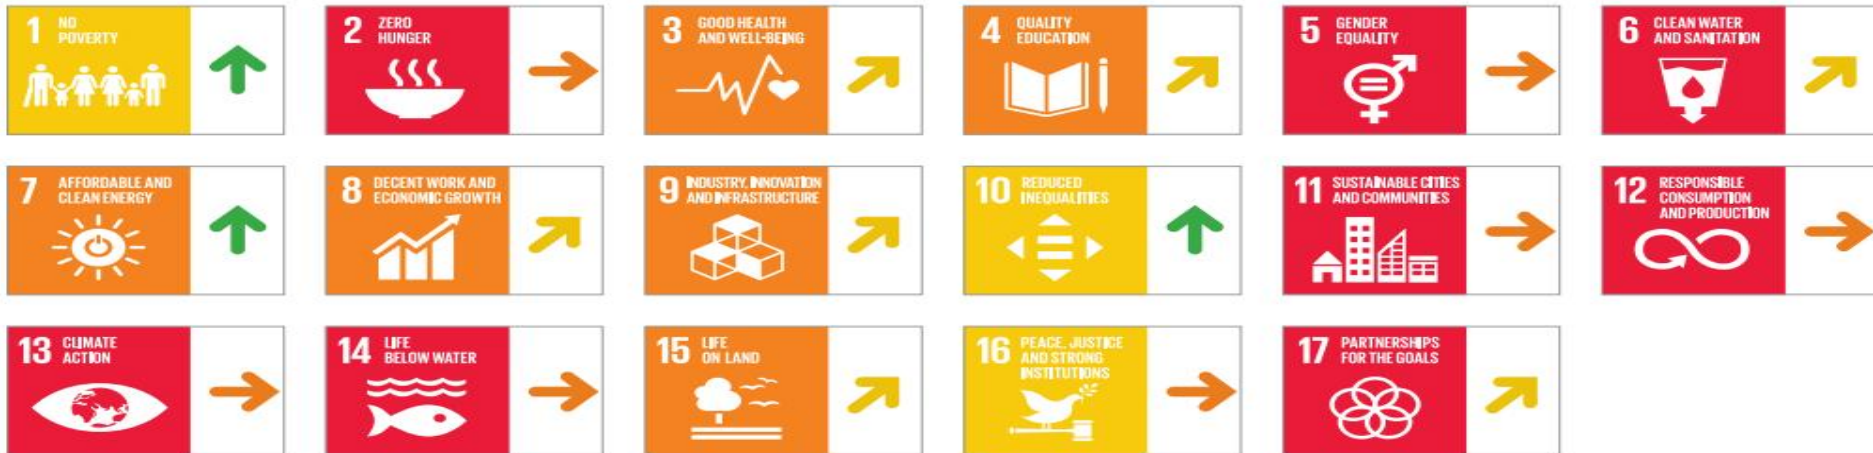 1 NO
POVERTY
2 ZERO
HUNGER
3 GOOD HEALTH
AND WELL-BEING
4 QUALITY
EDUCATION
5 GENDER
EQUALITY
6 CLEAN WATER
AND SANITATION
7 AFFORDABLE AND
CLEAN ENERGY
8 DECENT WORK AND
ECONOMIC GROWTH
9 INDUSTRY, INNOVATION
AND INFRASTRUCTURE
10 REDUCED
INEQUALITIES
11 SUSTAINABLE CITIES
AND COMMUNITIES
12 RESPONSIBLE
CONSUMPTION
AND PRODUCTION
13 CLIMATE
ACTION
14 LIFE
BELOW WATER
15 LIFE
ON LAND
16 PEACE, JUSTICE
AND STRONG
INSTITUTIONS
17 PARTNERSHIPS
FOR THE GOALS